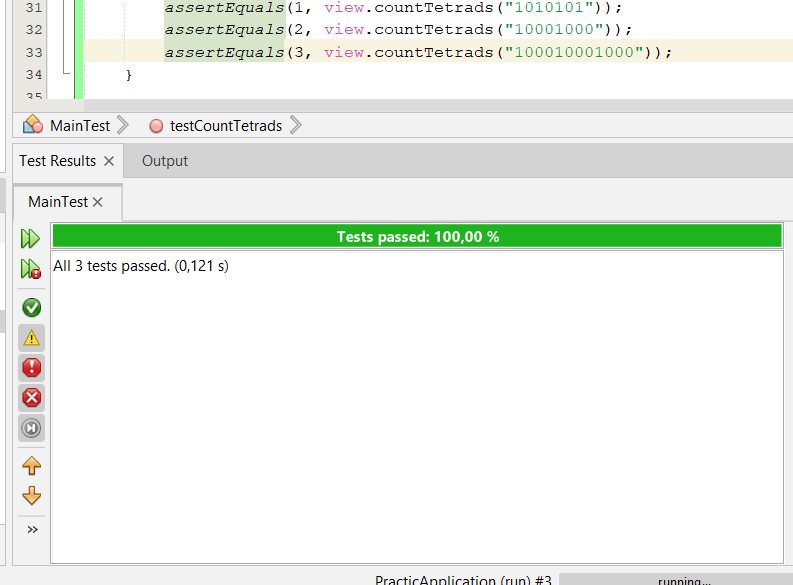 31 assertEquals(1, view.countTetrads("1010101"));
32 assertEquals(2, view.countTetrads("10001000"));
33 assertEquals(3, view.countTetrads("100010001000"));
34 }
35
MainTest testCountTetrads
Test Results Output
MainTest
Tests passed: 100,00 %
All 3 tests passed. (0,121 s)
PracticApplication (run) #3 running...